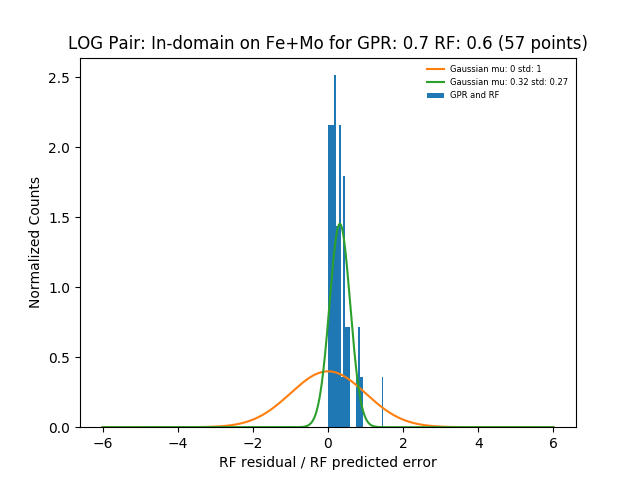 LOG Pair: In-domain on Fe+Mo for GPR: 0.7 RF: 0.6 (57 points)
Gaussian mu: 0 std: 1
Gaussian mu: 0.32 std: 0.27
GPR and RF
Normalized Counts
2.5
2.0
1.5
1.0
0.5
0.0
−6 −4 −2 0 2 4 6
RF residual / RF predicted error